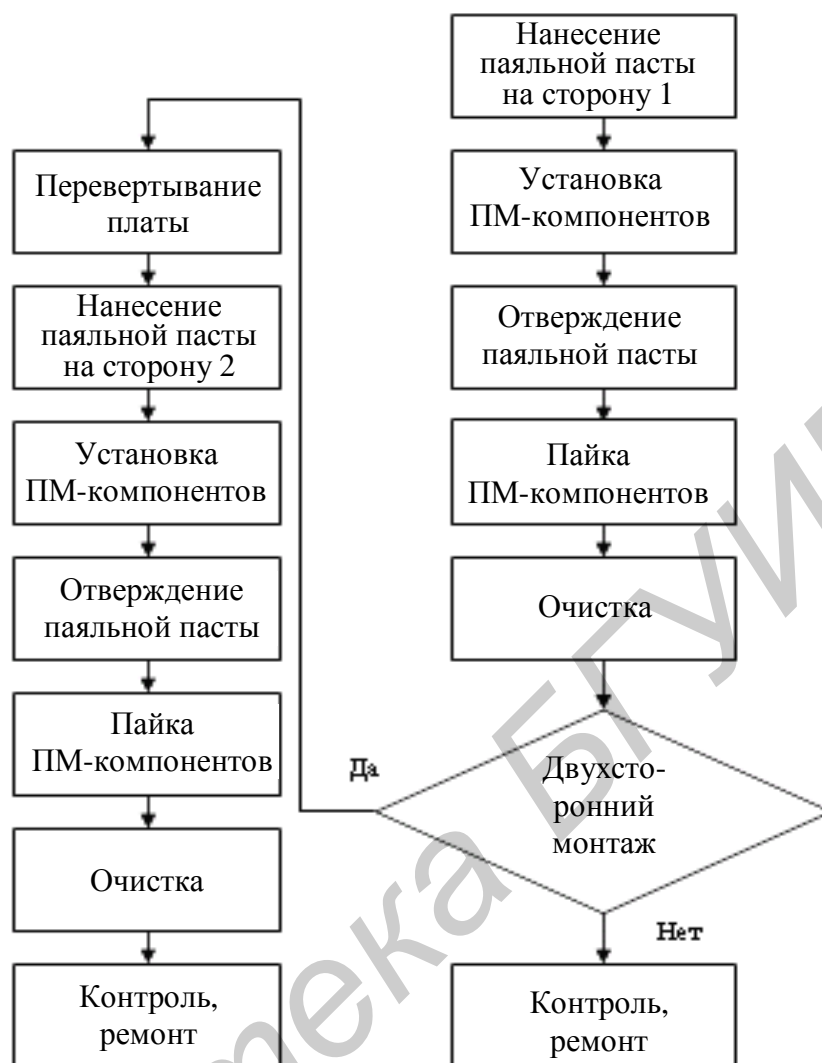 Нанесение
паяльной пасты
на сторону 1
Установка
ПМ-компонентов
Отверждение
паяльной пасты
Пайка
ПМ-компонентов
Очистка
Двухсто-
ронний
монтаж
Да
Нет
Контроль,
ремонт
Перевертывание
платы
Нанесение
паяльной пасты
на сторону 2
Установка
ПМ-компонентов
Отверждение
паяльной пасты
Пайка
ПМ-компонентов
Очистка
Контроль,
ремонт
тека БГУИ